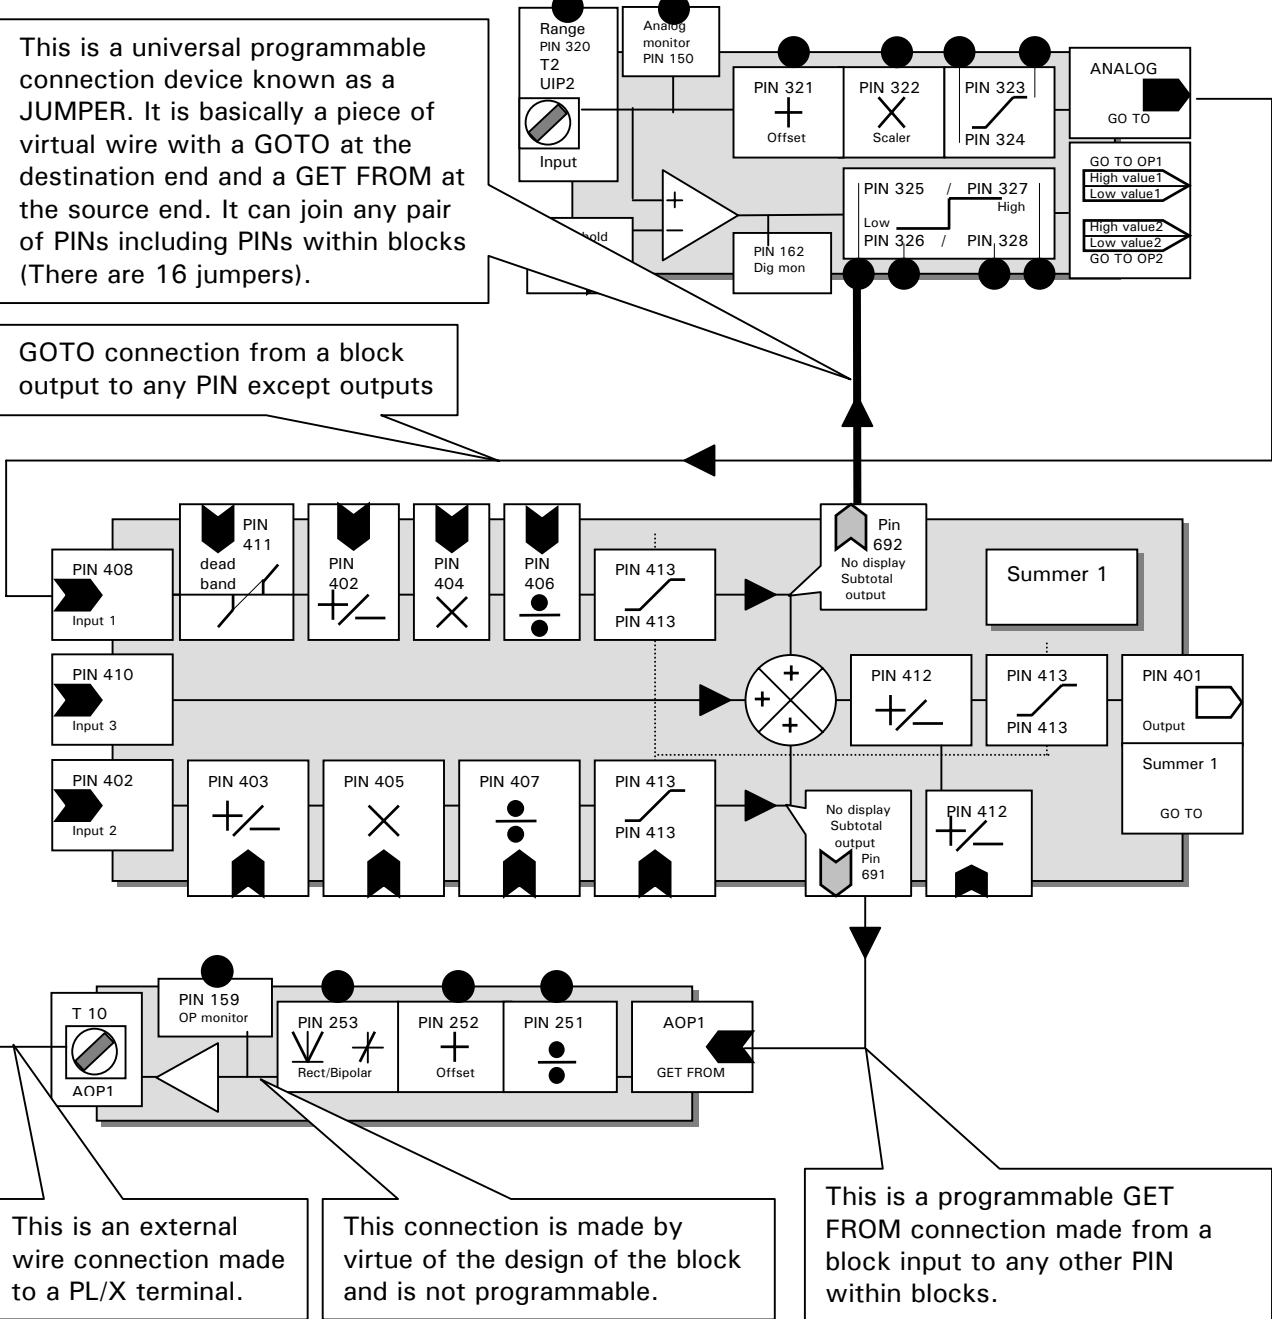 This is a universal programmable
connection device known as a
JUMPER. It is basically a piece of
virtual wire with a GOTO at the
destination end and a GET FROM at
the source end. It can join any pair
of PINs including PINs within blocks
(There are 16 jumpers).
Range
PIN 320
T2
UIP2
Input
Analog
monitor
PIN 150
PIN 321
Offset
PIN 322
Scaler
PIN 323
PIN 324
ANALOG
GO TO
GO TO OP1
High value1
Low value1
High value2
Low value2
GO TO OP2
PIN 325 / PIN 327
High
Low
PIN 326 / PIN 328
PIN 162
Dig mon
GOTO connection from a block
output to any PIN except outputs
PIN 408
Input 1
PIN
411
dead
band
PIN
402
PIN
404
PIN
406
PIN 413
PIN 413
Pin
692
No display
Subtotal
output
Summer 1
PIN 410
Input 3
PIN 412
PIN 413
PIN 413
PIN 401
Output
Summer 1
GO TO
PIN 402
Input 2
PIN 403
PIN 405
PIN 407
PIN 413
PIN 413
No display
Subtotal
output
Pin
691
PIN 412
T 10
AOP1
PIN 159
OP monitor
PIN 253
Rect/Bipolar
PIN 252
Offset
PIN 251
AOP1
GET FROM
This is an external
wire connection made
to a PL/X terminal.
This connection is made by
virtue of the design of the block
and is not programmable.
This is a programmable GET
FROM connection made from a
block input to any other PIN
within blocks.